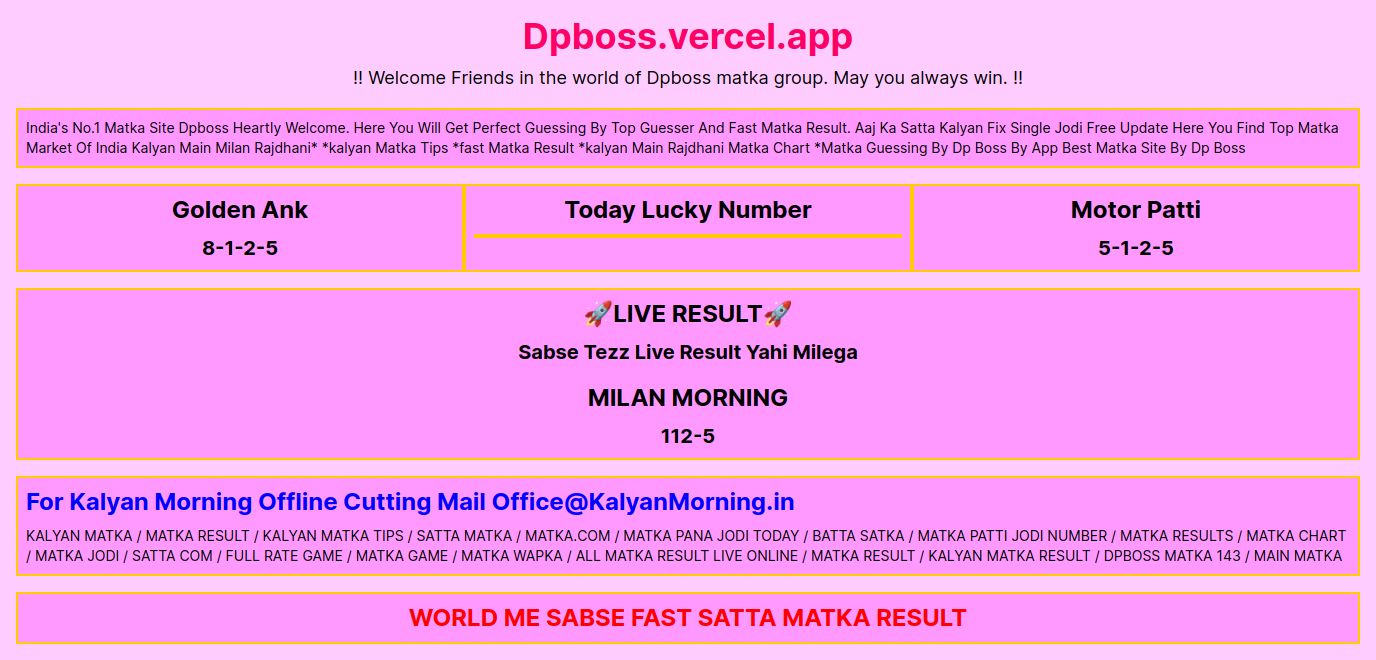 Dpboss.vercel.app
!! Welcome Friends in the world of Dpboss matka group. May you always win. !!
India's No.1 Matka Site Dpboss Heartly Welcome. Here You Will Get Perfect Guessing By Top Guesser And Fast Matka Result. Aaj Ka Satta Kalyan Fix Single Jodi Free Update Here You Find Top Matka
Market Of India Kalyan Main Milan Rajdhani* *kalyan Matka Tips *fast Matka Result *kalyan Main Rajdhani Matka Chart *Matka Guessing By Dp Boss By App Best Matka Site By Dp Boss
Golden Ank
8-1-2-5
Today Lucky Number
Motor Patti
5-1-2-5
🚀LIVE RESULT🚀
Sabse Tezz Live Result Yahi Milega
MILAN MORNING
112-5
For Kalyan Morning Offline Cutting Mail Office@KalyanMorning.in
KALYAN MATKA / MATKA RESULT / KALYAN MATKA TIPS / SATTA MATKA / MATKA.COM / MATKA PANA JODI TODAY / BATTA SATKA / MATKA PATTI JODI NUMBER / MATKA RESULTS / MATKA CHART
/ MATKA JODI / SATTA COM / FULL RATE GAME / MATKA GAME / MATKA WAPKA / ALL MATKA RESULT LIVE ONLINE / MATKA RESULT / KALYAN MATKA RESULT / DPBOSS MATKA 143 / MAIN MATKA
WORLD ME SABSE FAST SATTA MATKA RESULT